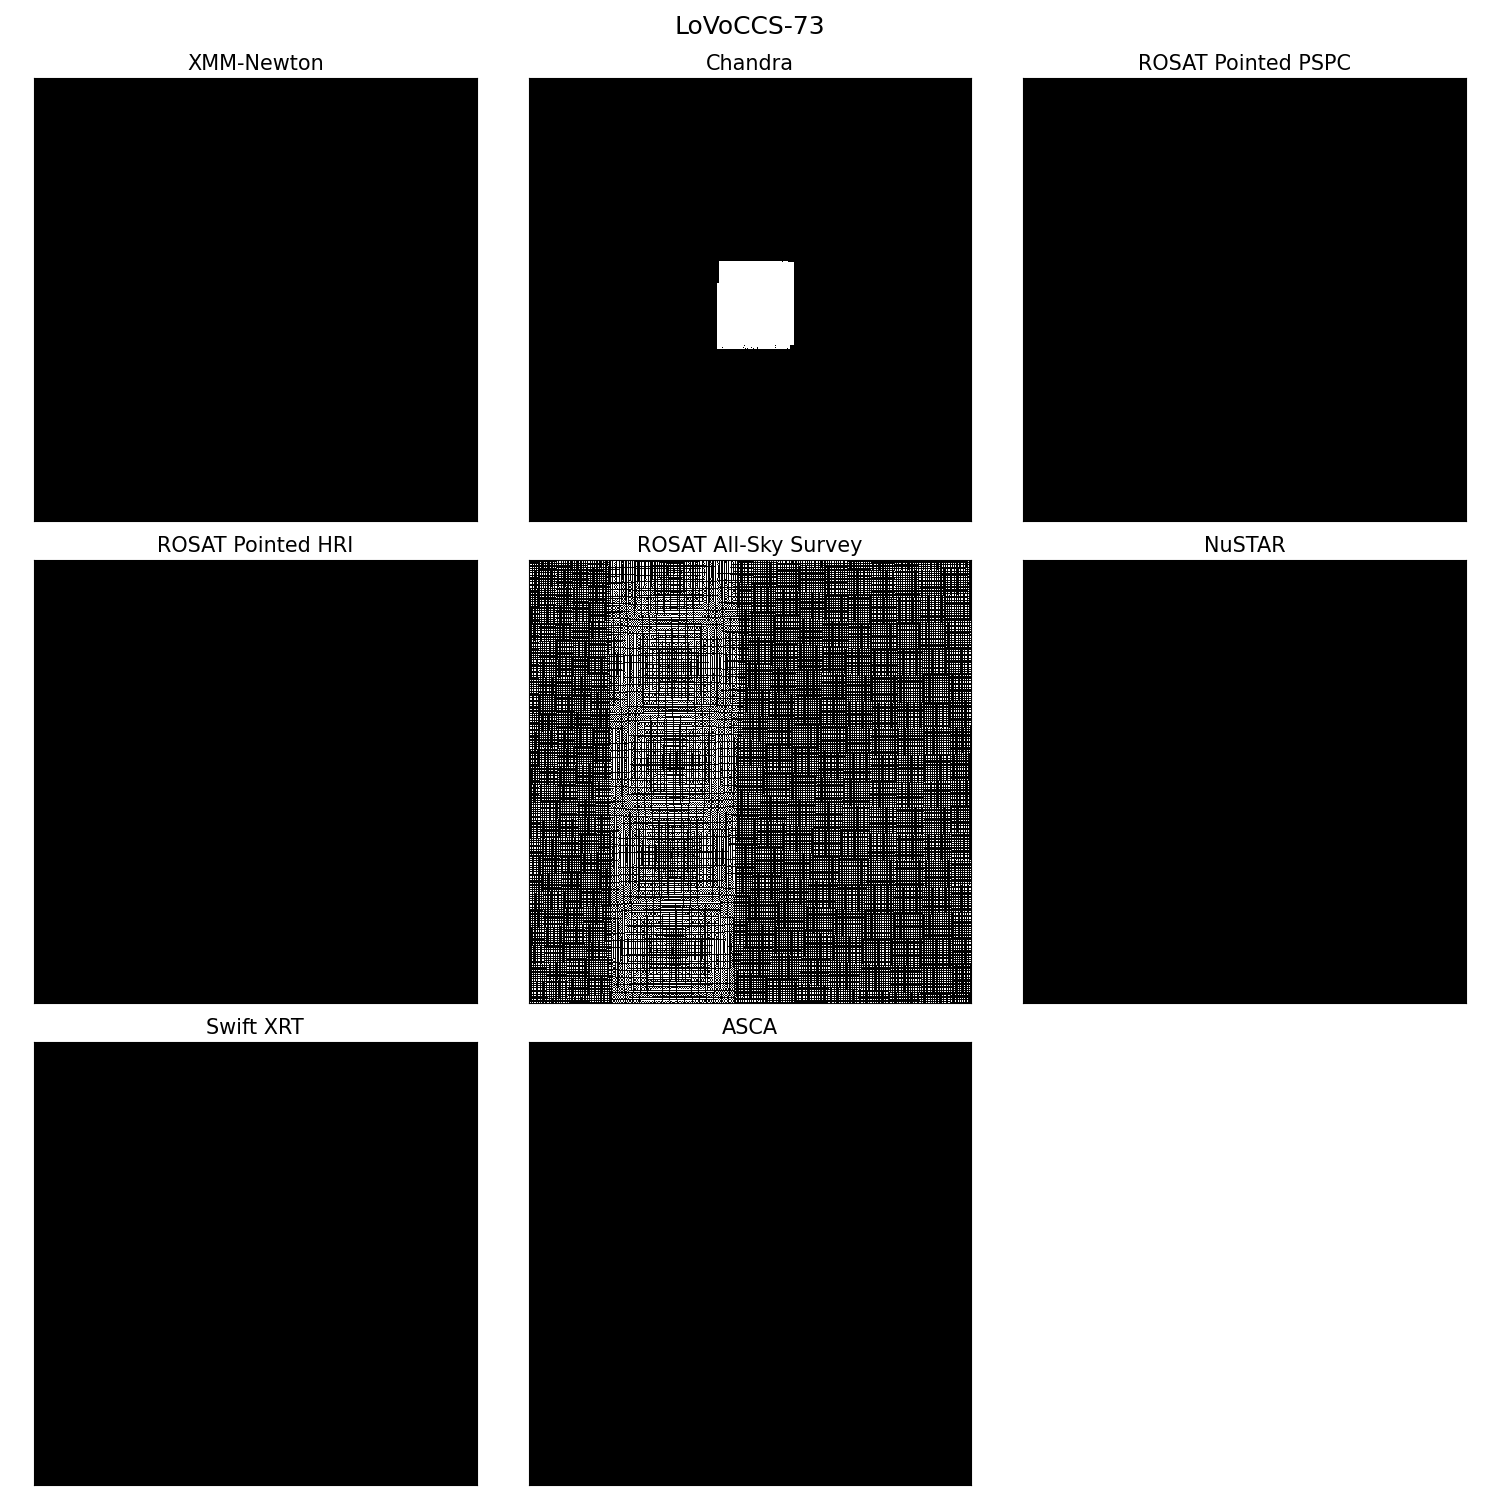 LoVoCCS-73
XMM-Newton
Chandra
ROSAT Pointed PSPC
ROSAT Pointed HRI
ROSAT All-Sky Survey
NuSTAR
Swift XRT
ASCA